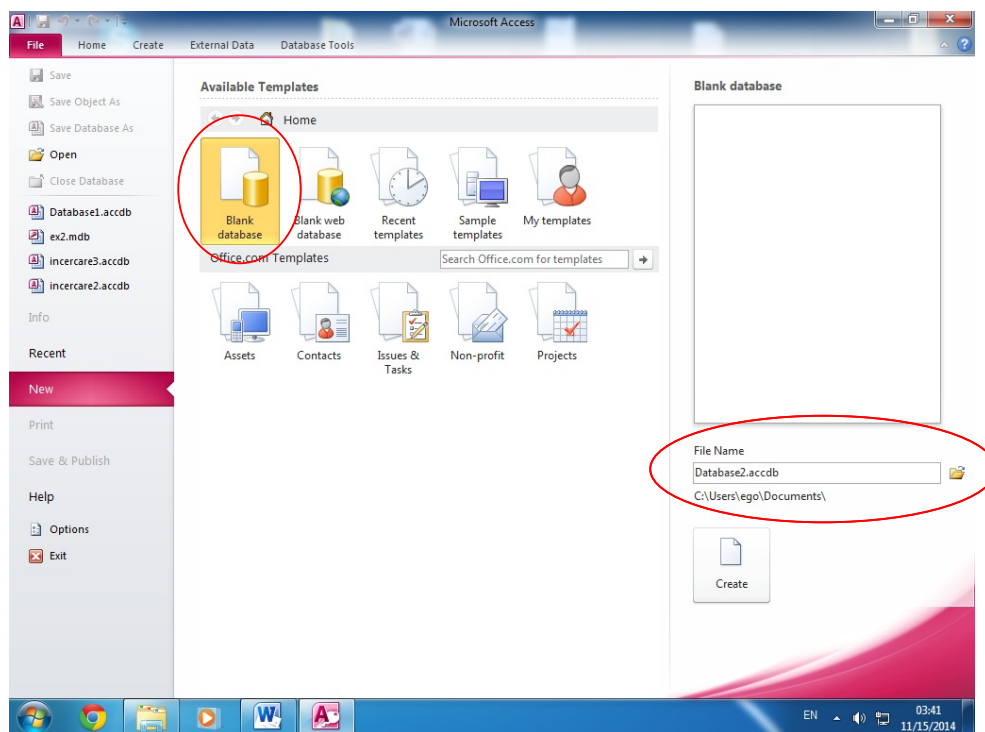 Microsoft Access
File Home Create External Data Database Tools
Save
Save Object As
Save Database As
Open
Close Database
Database1.accdb
ex2.mdb
incercare3.accdb
incercare2.accdb
Info
Recent
New
Print
Save & Publish
Help
Options
Exit
Available Templates
Home
Blank
database
Blank web
database
Recent
templates
Sample
templates
My templates
Office.com Templates
Search Office.com for templates
Assets
Contacts
Issues &
Tasks
Non-profit
Projects
Blank database
File Name
Database2.accdb
C:\Users\ego\Documents\
Create
EN
03:41
11/15/2014